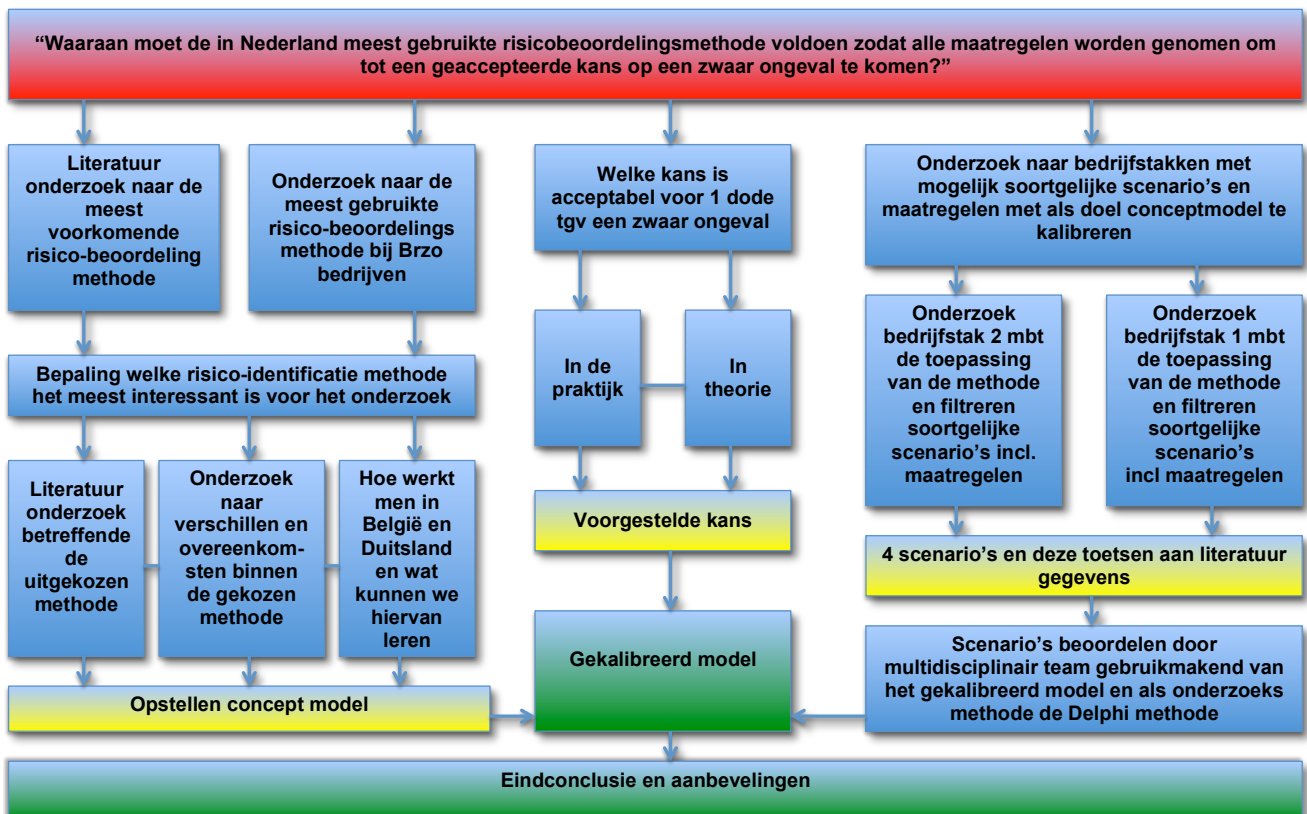 “Waaraan moet de in Nederland meest gebruikte risicobeoordelingsmethode voldoen zodat alle maatregelen worden genomen om
tot een geaccepteerde kans op een zwaar ongeval te komen?”
Literatuur
onderzoek naar de
meest
voorkomende
risico-beoordeling
methode
Onderzoek naar de
meest gebruikte
risico-beoordelings
methode bij Brzo
bedrijven
Welke kans is
acceptabel voor 1 dode
tgv een zwaar ongeval
Onderzoek naar bedrijfstakken met
mogelijk soortgelijke scenario’s en
maatregelen met als doel conceptmodel te
kalibreren
Bepaling welke risico-identificatie methode
het meest interessant is voor het onderzoek
In de
praktijk
In
theorie
Onderzoek
bedrijfstak 2 mbt
de toepassing
van de methode
en filtreren
soortgelijke
scenario’s incl.
maatregelen
Onderzoek
bedrijfstak 1 mbt
de toepassing
van de methode
en filtreren
soortgelijke
scenario’s
incl maatregelen
Literatuur
onderzoek
betreffende
de
uitgekozen
methode
Onderzoek
naar
verschillen en
overeenkom-
sten binnen
de gekozen
methode
Hoe werkt
men in
België en
Duitsland
en wat
kunnen we
hiervan
leren
Voorgestelde kans
4 scenario’s en deze toetsen aan literatuur
gegevens
Opstellen concept model
Gekalibreerd model
Scenario’s beoordelen door
multidisciplinair team gebruikmakend van
het gekalibreerd model en als onderzoeks
methode de Delphi methode
Eindconclusie en aanbevelingen